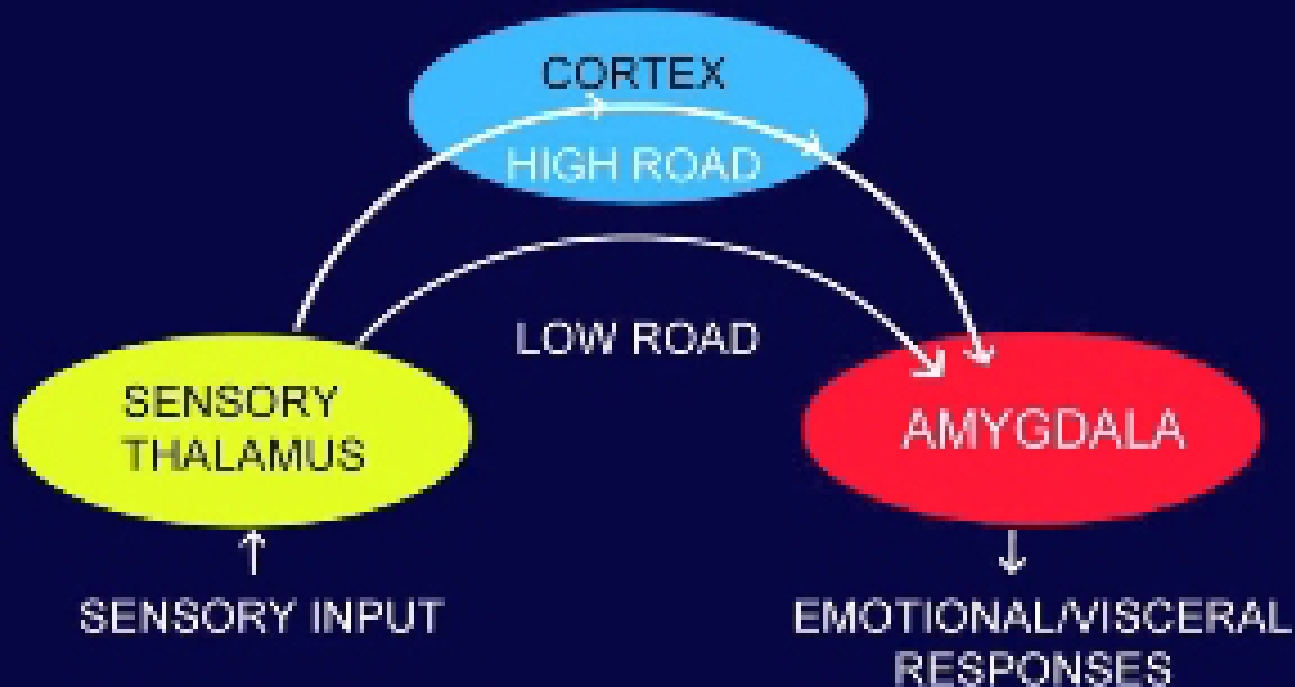 CORTEX
HIGH ROAD
LOW ROAD
SENSORY
THALAMUS
AMYGDALA
SENSORY INPUT
EMOTIONAL/VISCERAL
RESPONSES